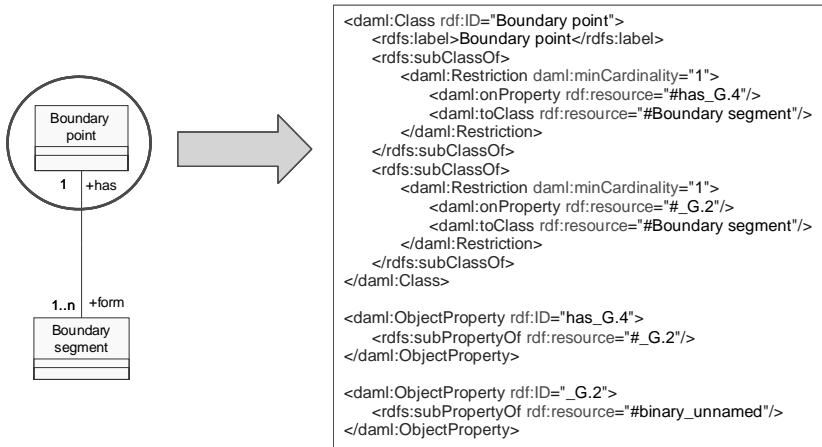 Boundary
point
1
+has
1..n
+form
Boundary
segment
<daml:Class rdf:ID="Boundary point">
<rdfs:label>Boundary point</rdfs:label>
<rdfs:subClassOf>
<daml:Restriction daml:minCardinality="1">
<daml:onProperty rdf:resource="#has_G.4"/>
<daml:toClass rdf:resource="#Boundary segment"/>
</daml:Restriction>
</rdfs:subClassOf>
<rdfs:subClassOf>
<daml:Restriction daml:minCardinality="1">
<daml:onProperty rdf:resource="#_G.2"/>
<daml:toClass rdf:resource="#Boundary segment"/>
</daml:Restriction>
</rdfs:subClassOf>
</daml:Class>
<daml:ObjectProperty rdf:ID="has_G.4">
<rdfs:subPropertyOf rdf:resource="#_G.2"/>
</daml:ObjectProperty>
<daml:ObjectProperty rdf:ID="_G.2">
<rdfs:subPropertyOf rdf:resource="#binary_unnamed"/>
</daml:ObjectProperty>